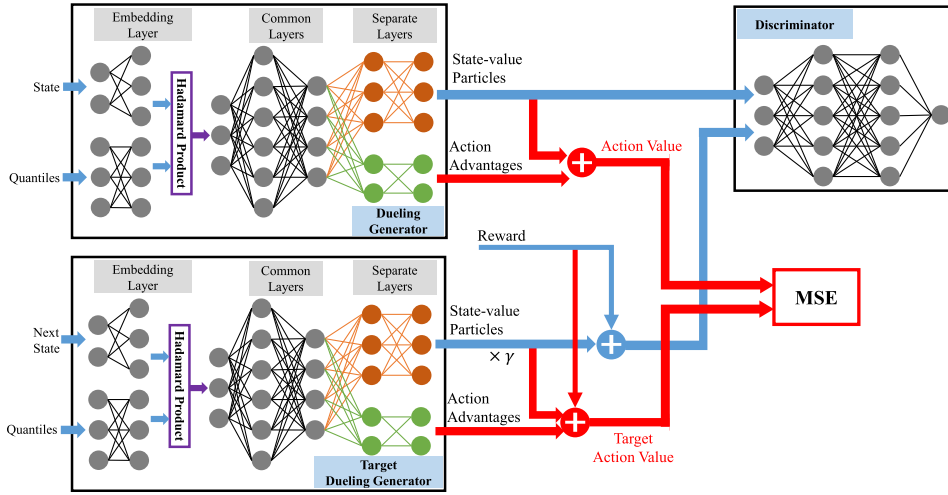 Embedding
Layer
Common
Layers
Separate
Layers
State
Quantiles
Hadamard Product
State-value
Particles
Action
Advantages
Dueling
Generator
Action Value
Discriminator
Reward
MSE
Embedding
Layer
Common
Layers
Separate
Layers
Next
State
Quantiles
Hadamard Product
State-value
Particles
× γ
Action
Advantages
Target
Dueling Generator
Target
Action Value